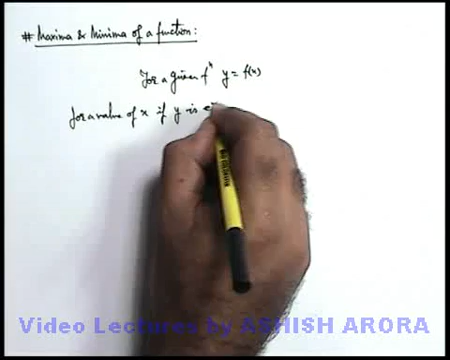 # Maxima & Minima of a function:
for a given fⁿ y = f(x)
for a value of x if y is
Video Lectures by ASHISH ARORA